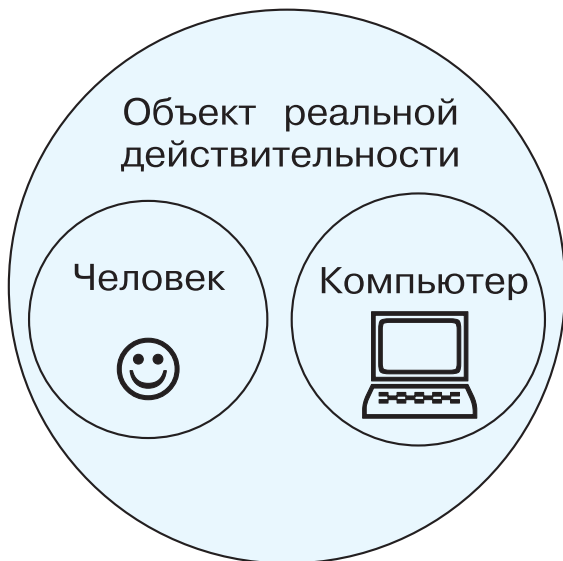 Объект реальной
действительности
Человек
Компьютер